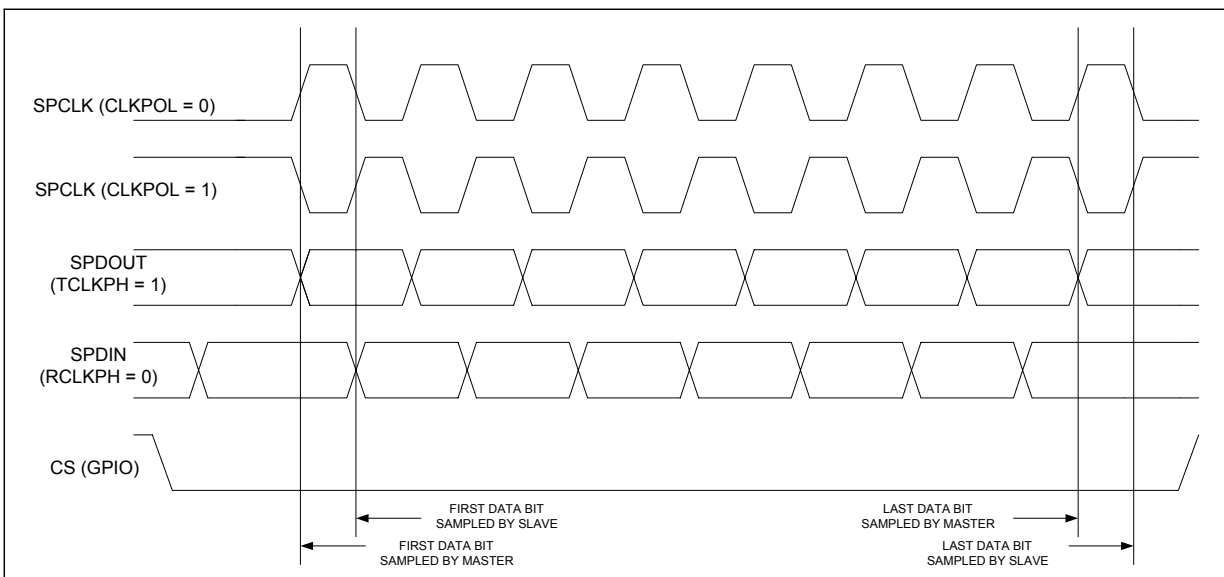 SPCLK (CLKPOL = 0)
SPCLK (CLKPOL = 1)
SPDOUT
(TCLKPH = 1)
SPDIN
(RCLKPH = 0)
CS (GPIO)
FIRST DATA BIT
SAMPLED BY SLAVE
LAST DATA BIT
SAMPLED BY MASTER
FIRST DATA BIT
SAMPLED BY MASTER
LAST DATA BIT
SAMPLED BY SLAVE